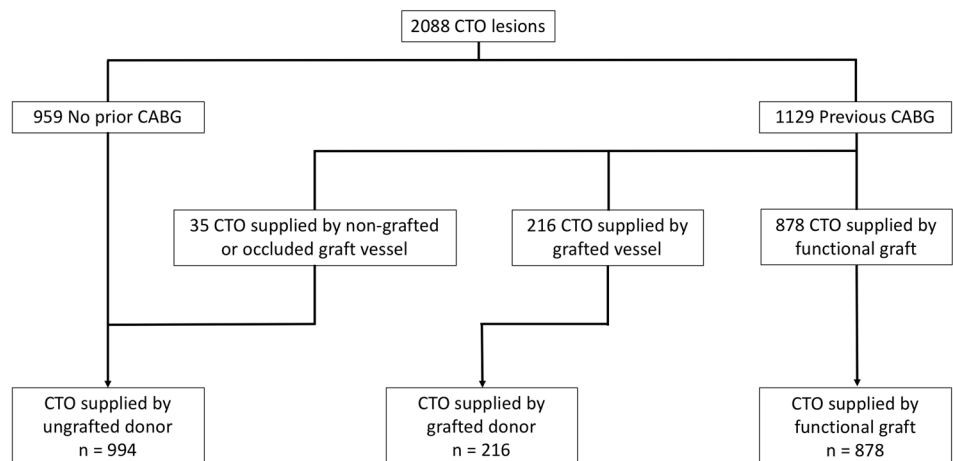 2088 CTO lesions
959 No prior CABG
1129 Previous CABG
35 CTO supplied by non-grafted
or occluded graft vessel
216 CTO supplied by
grafted vessel
878 CTO supplied by
functional graft
CTO supplied by
ungrafted donor
n = 994
CTO supplied by
grafted donor
n = 216
CTO supplied by
functional graft
n = 878